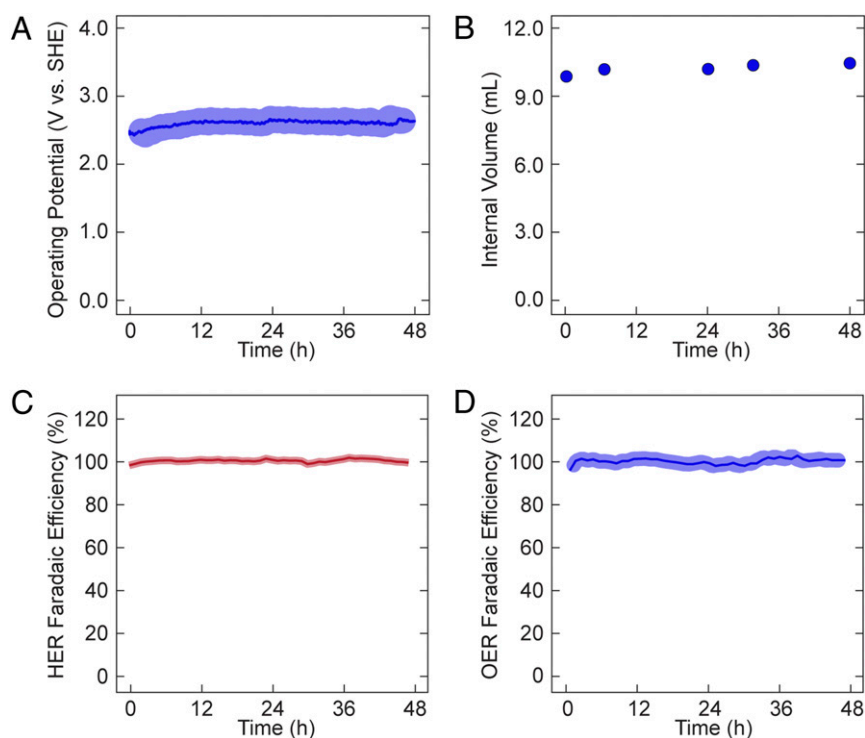 A
Operating Potential (V vs. SHE)
4.0
3.0
2.0
1.0
0.0
0 12 24 36 48
Time (h)
B
Internal Volume (mL)
12.0
9.0
6.0
3.0
0.0
0 12 24 36 48
Time (h)
C
HER Faradaic Efficiency (%)
120
100
80
60
40
20
0
0 12 24 36 48
Time (h)
D
OER Faradaic Efficiency (%)
120
100
80
60
40
20
0
0 12 24 36 48
Time (h)